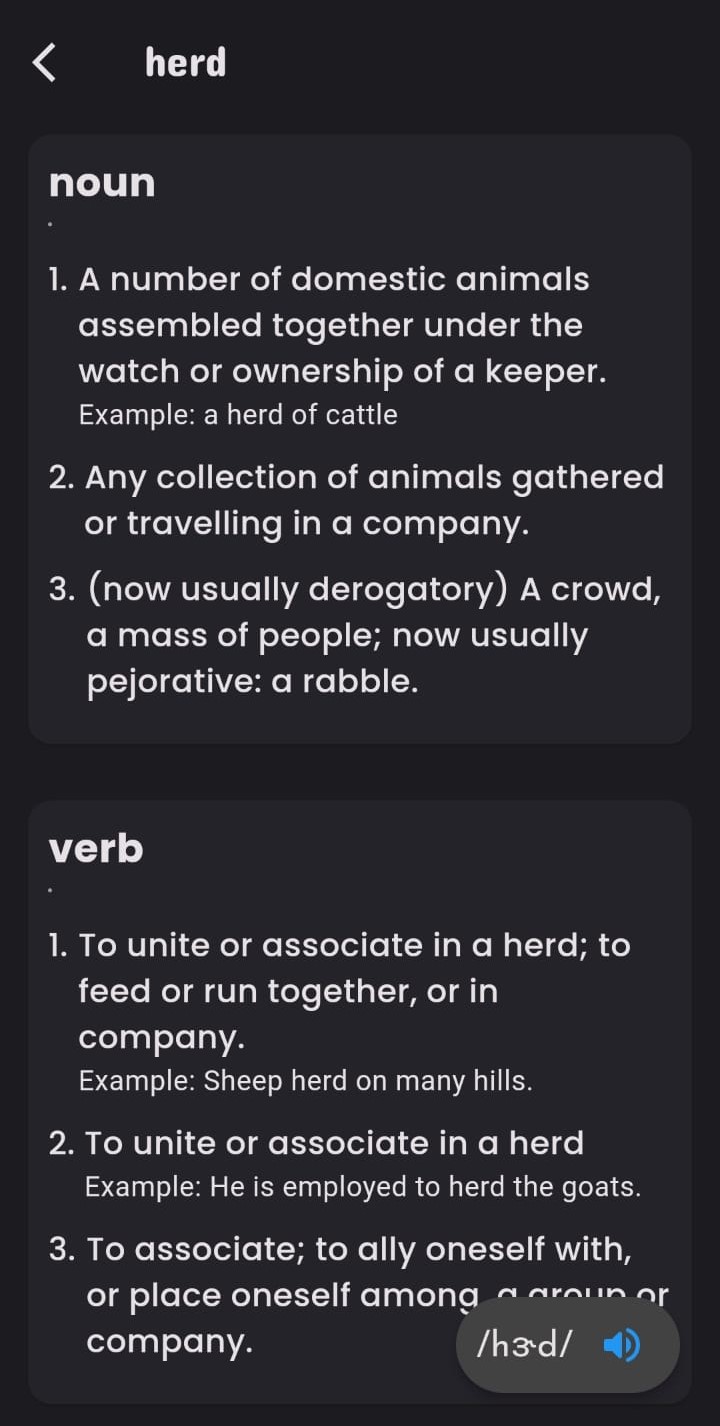 herd
noun
.
1. A number of domestic animals
assembled together under the
watch or ownership of a keeper.
Example: a herd of cattle
2. Any collection of animals gathered
or travelling in a company.
3. (now usually derogatory) A crowd,
a mass of people; now usually
pejorative: a rabble.
verb
.
1. To unite or associate in a herd; to
feed or run together, or in
company.
Example: Sheep herd on many hills.
2. To unite or associate in a herd
Example: He is employed to herd the goats.
3. To associate; to ally oneself with,
or place oneself among, a group or
company.
/hɝd/